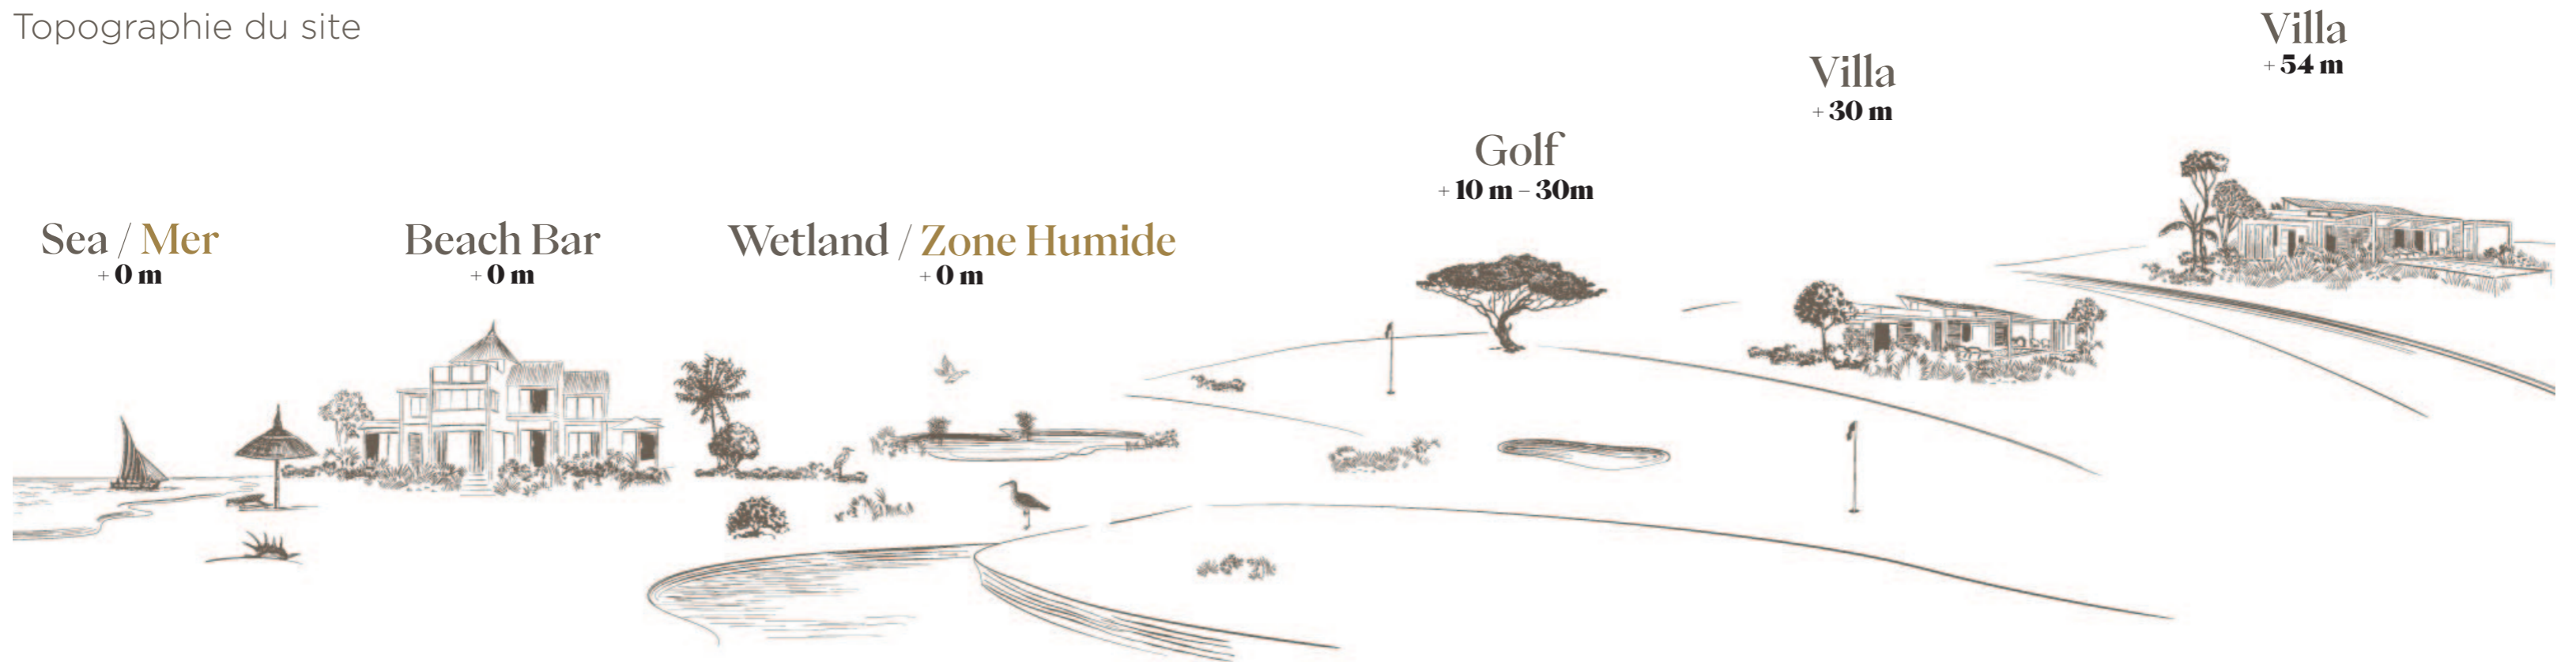 Topographie du site
Villa
+ 54 m
Villa
+ 30 m
Golf
+ 10 m – 30m
Sea / Mer
+ 0 m
Beach Bar
+ 0 m
Wetland / Zone Humide
+ 0 m